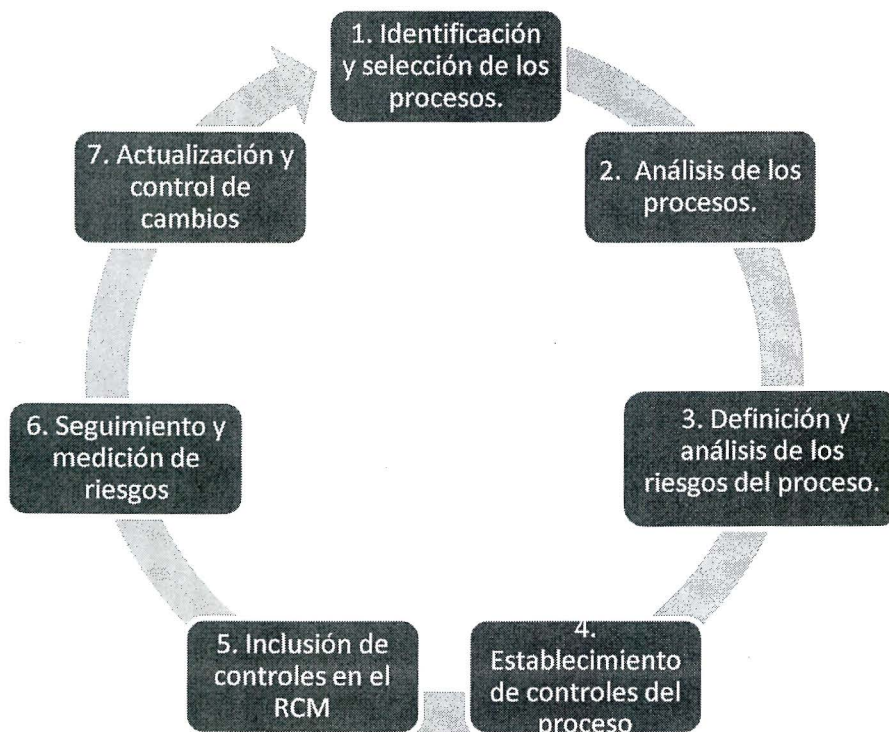 1. Identificación
y selección de los
procesos.
2. Análisis de los
procesos.
3. Definición y
análisis de los
riesgos del proceso.
4.
Establecimiento
de controles del
proceso
5. Inclusión de
controles en el
RCM
6. Seguimiento y
medición de
riesgos
7. Actualización y
control de
cambios